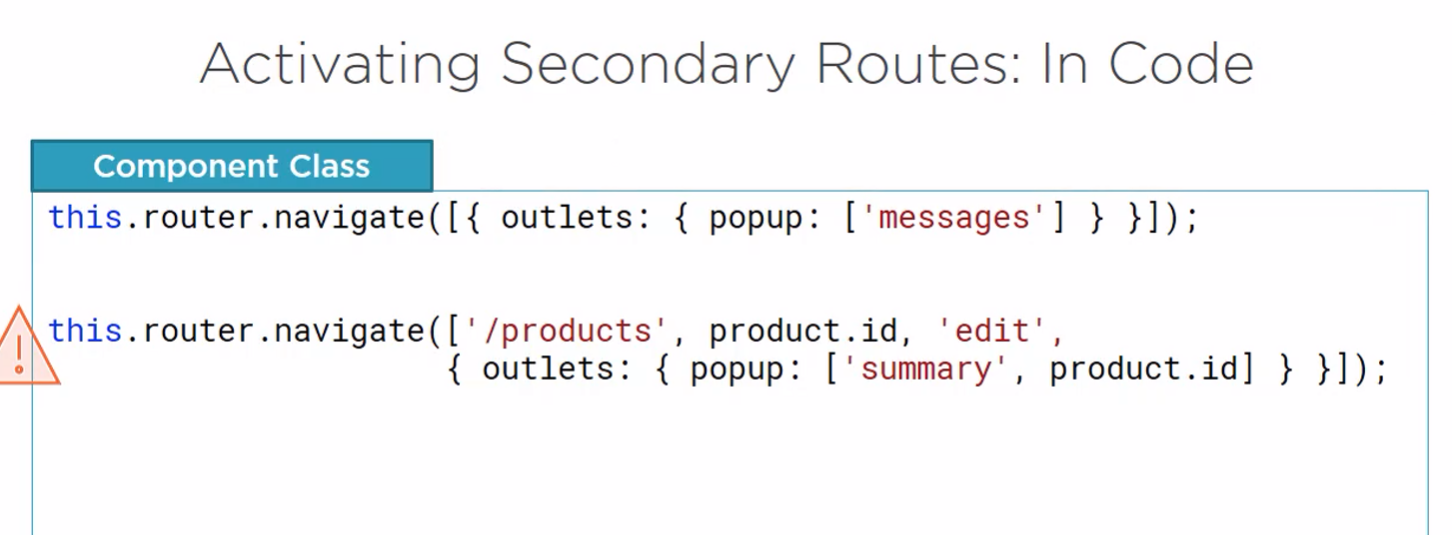 Activating Secondary Routes: In Code
Component Class
this.router.navigate([{ outlets: { popup: ['messages'] } }]);
this.router.navigate(['/products', product.id, 'edit',
{ outlets: { popup: ['summary', product.id] } }]);